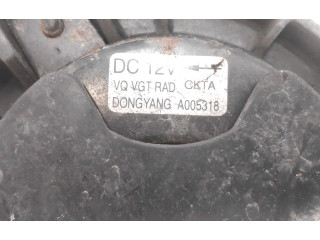 DC 12V
VQ VGT RAD CKTA
DONGYANG A005318